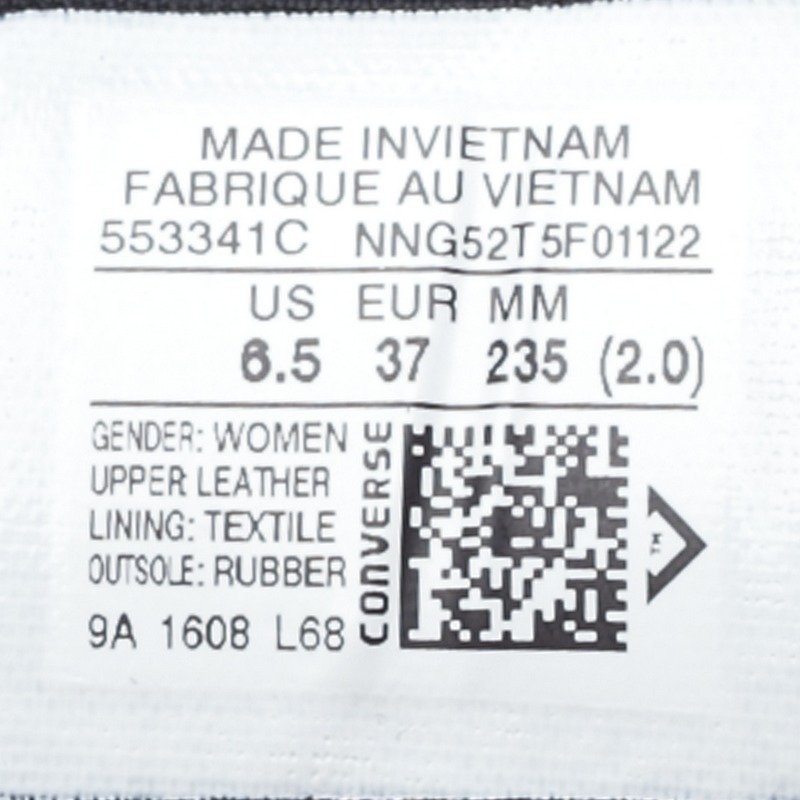 MADE INVIETNAM
FABRIQUE AU VIETNAM
553341C NNG52T5F01122
US EUR MM
6.5 37 235 (2.0)
GENDER: WOMEN
UPPER LEATHER
LINING: TEXTILE
OUTSOLE: RUBBER
9A 1608 L68
CONVERSE
TM